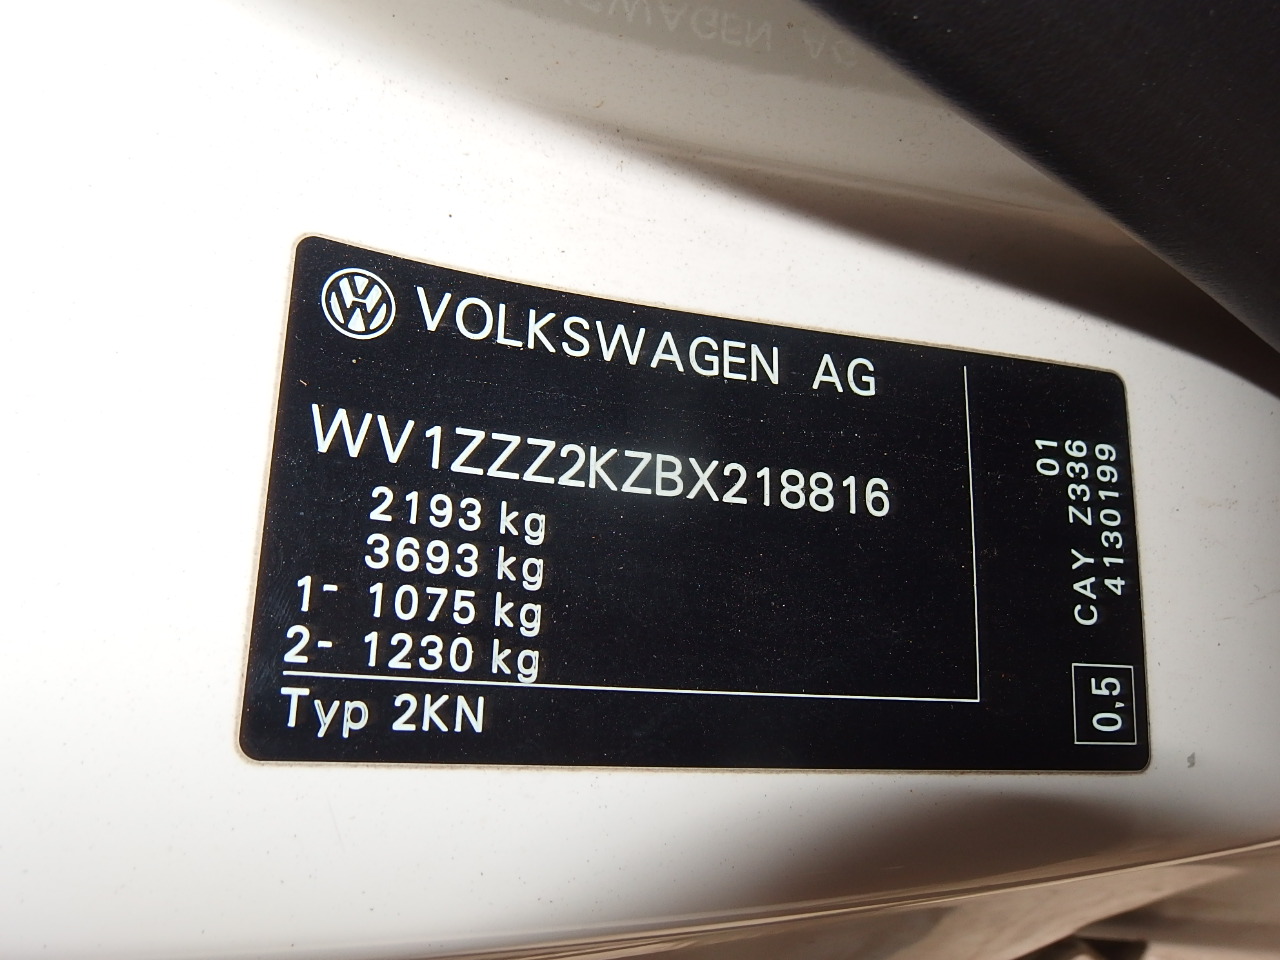 VOLKSWAGEN AG
WV1ZZZ2KZBX218816
2193 kg
3693 kg
1- 1075 kg
2- 1230 kg
Typ 2KN
01
CAY Z336
4130199
0,5